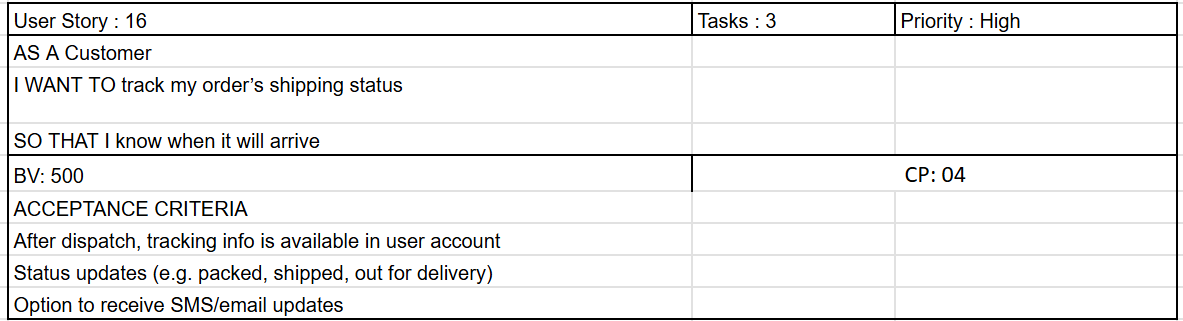 User Story : 16 Tasks : 3 Priority : High
AS A Customer
I WANT TO track my order’s shipping status
SO THAT I know when it will arrive
BV: 500 CP: 04
ACCEPTANCE CRITERIA
After dispatch, tracking info is available in user account
Status updates (e.g. packed, shipped, out for delivery)
Option to receive SMS/email updates